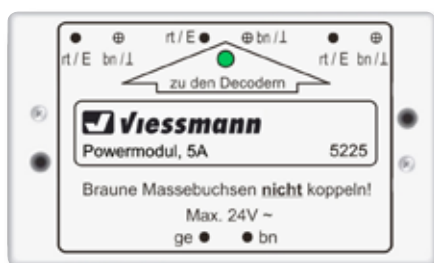 rt / E bn /⊥ rt / E bn /⊥ rt / E bn /⊥
zu den Decodern
Viessmann
Powermodul, 5A 5225
Braune Massebuchsen nicht koppeln!
Max. 24V ~
ge bn